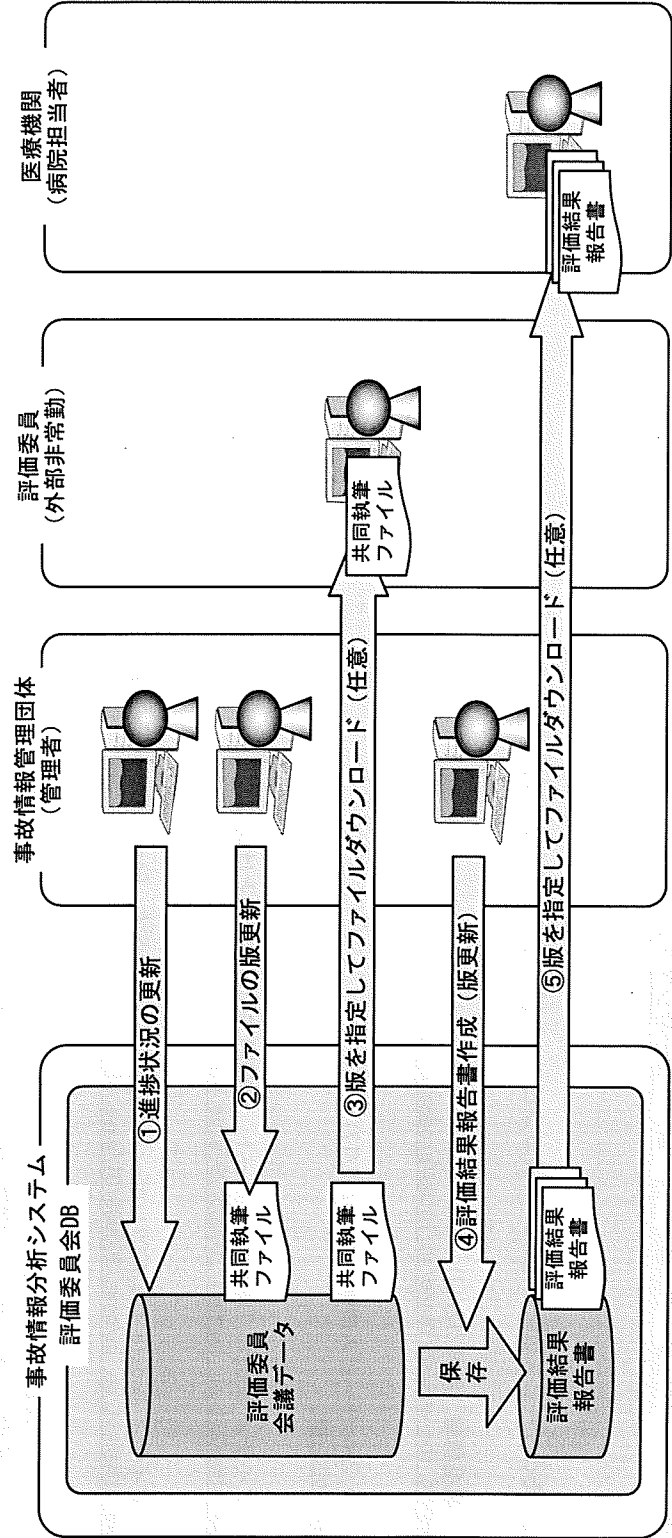 事故情報分析システム
評価委員会DB
評価委員
会議データ
共同執筆
ファイル
共同執筆
ファイル
保存
評価結果
報告書
評価結果
報告書
①進捗状況の更新
②ファイルの版更新
③版を指定してファイルダウンロード（任意）
④評価結果報告書作成（版更新）
⑤版を指定してファイルダウンロード（任意）
事故情報管理団体
（管理者）
評価委員
（外部非常勤）
共同執筆
ファイル
医療機関
（病院担当者）
評価結果
報告書